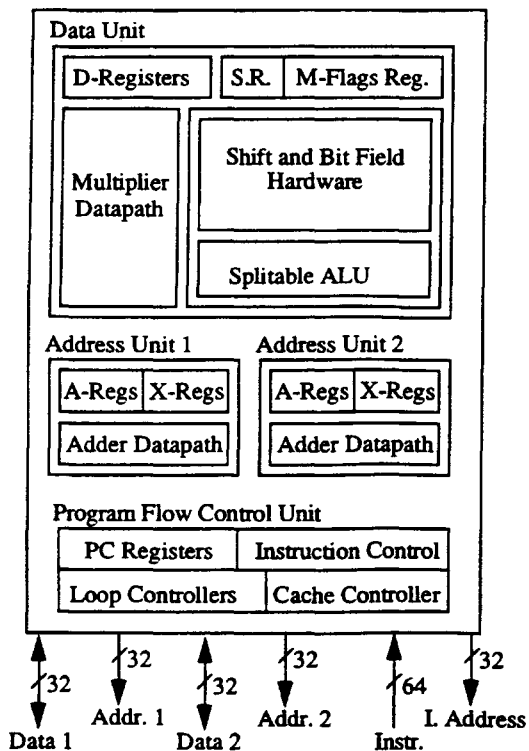 Data Unit
D-Registers
S.R.
M-Flags Reg.
Multiplier
Datapath
Shift and Bit Field
Hardware
Splitable ALU
Address Unit 1
A-Regs
X-Regs
Adder Datapath
Address Unit 2
A-Regs
X-Regs
Adder Datapath
Program Flow Control Unit
PC Registers
Instruction Control
Loop Controllers
Cache Controller
32
32
32
32
64
32
Data 1
Addr. 1
Data 2
Addr. 2
Instr.
I. Address